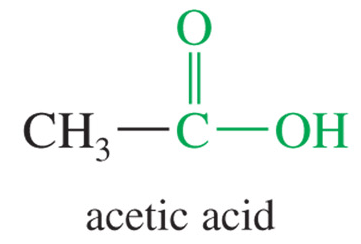 O
CH₃—C—OH
acetic acid